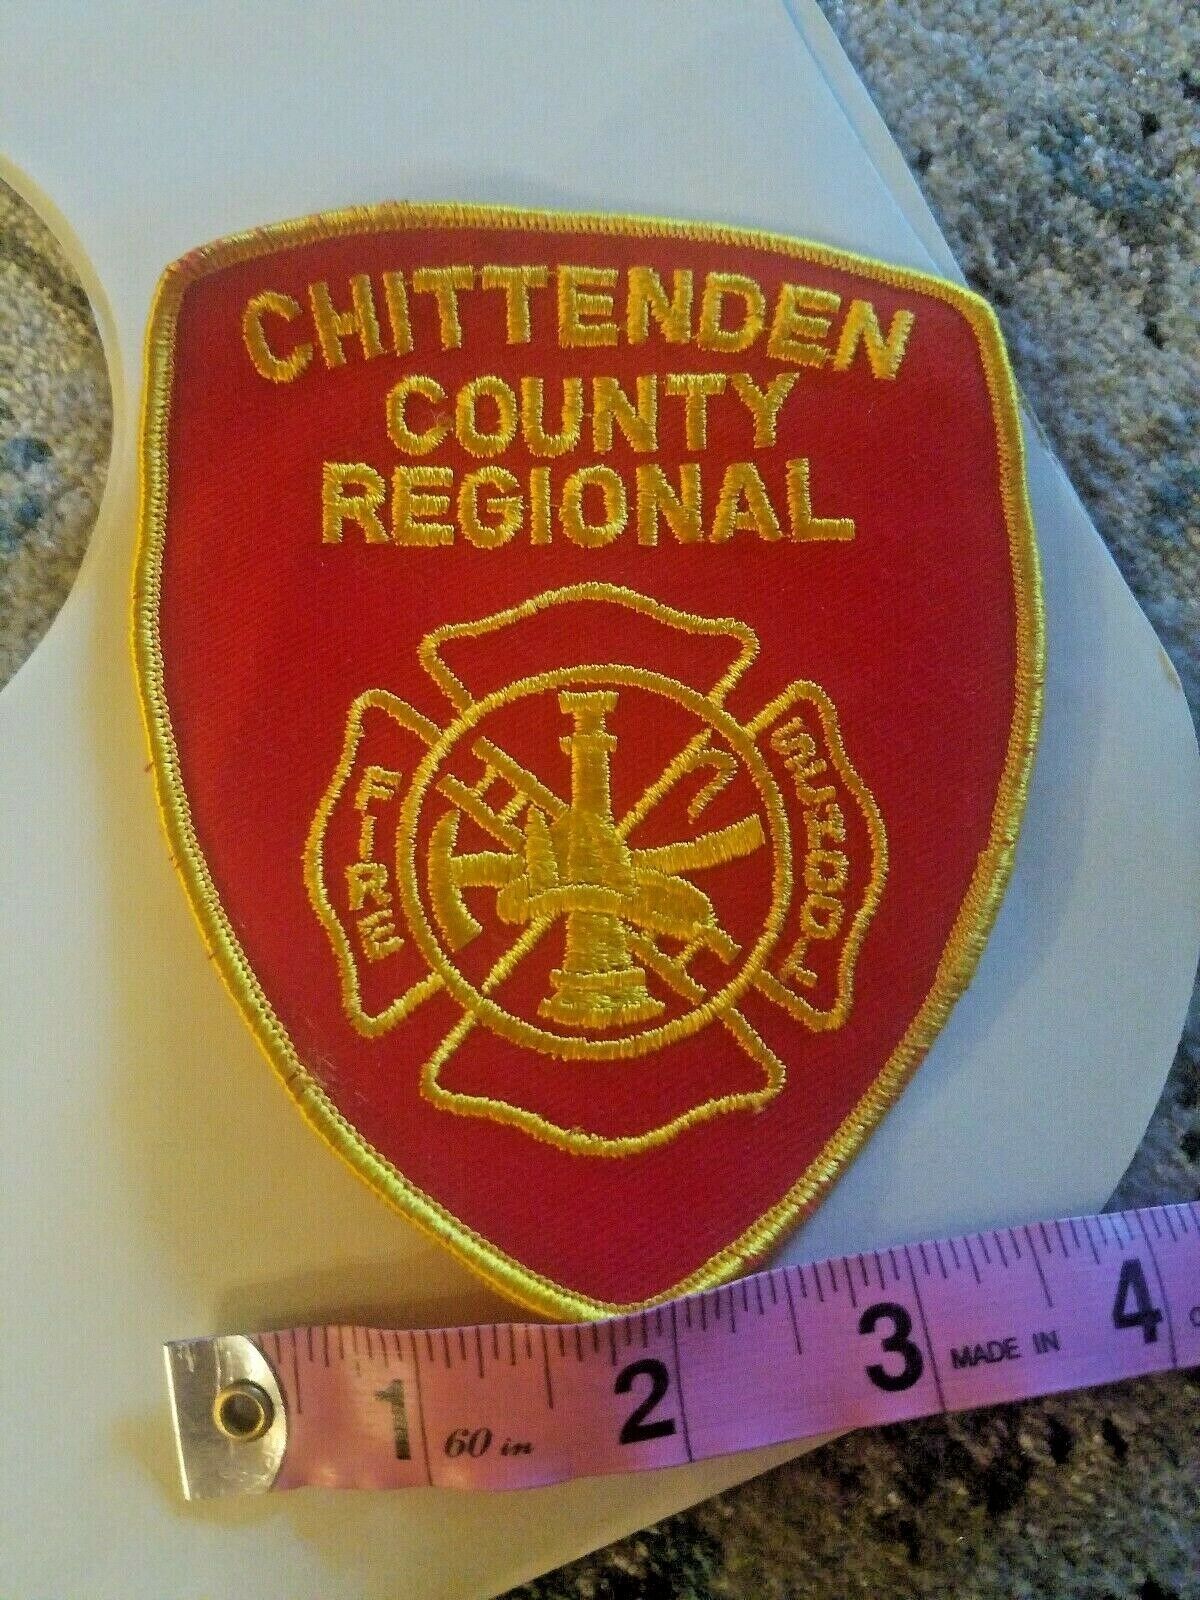 CHITTENDEN
COUNTY
REGIONAL
FIRE
SCHOOL
1
60 in
2
3
MADE IN
4